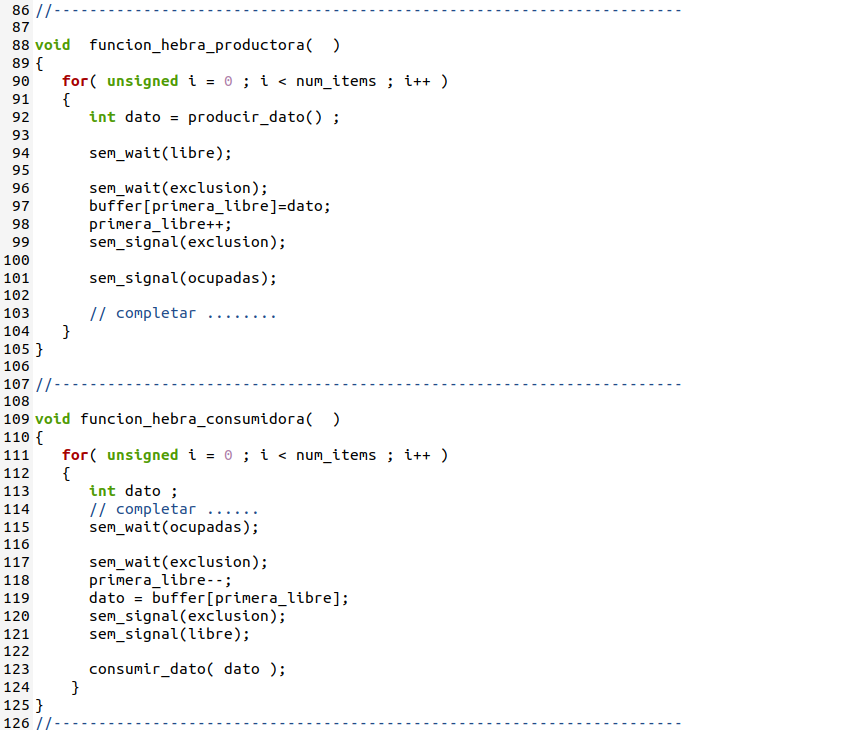 86 //----------------------------------------------------------------------
87
88 void  funcion_hebra_productora(  )
89 {
90    for( unsigned i = 0 ; i < num_items ; i++ )
91    {
92       int dato = producir_dato() ;
93
94       sem_wait(libre);
95
96       sem_wait(exclusion);
97       buffer[primera_libre]=dato;
98       primera_libre++;
99       sem_signal(exclusion);
100
101       sem_signal(ocupadas);
102
103       // completar ........
104    }
105 }
106
107 //----------------------------------------------------------------------
108
109 void funcion_hebra_consumidora(  )
110 {
111    for( unsigned i = 0 ; i < num_items ; i++ )
112    {
113       int dato ;
114       // completar ......
115       sem_wait(ocupadas);
116
117       sem_wait(exclusion);
118       primera_libre--;
119       dato = buffer[primera_libre];
120       sem_signal(exclusion);
121       sem_signal(libre);
122
123       consumir_dato( dato );
124     }
125 }
126 //----------------------------------------------------------------------